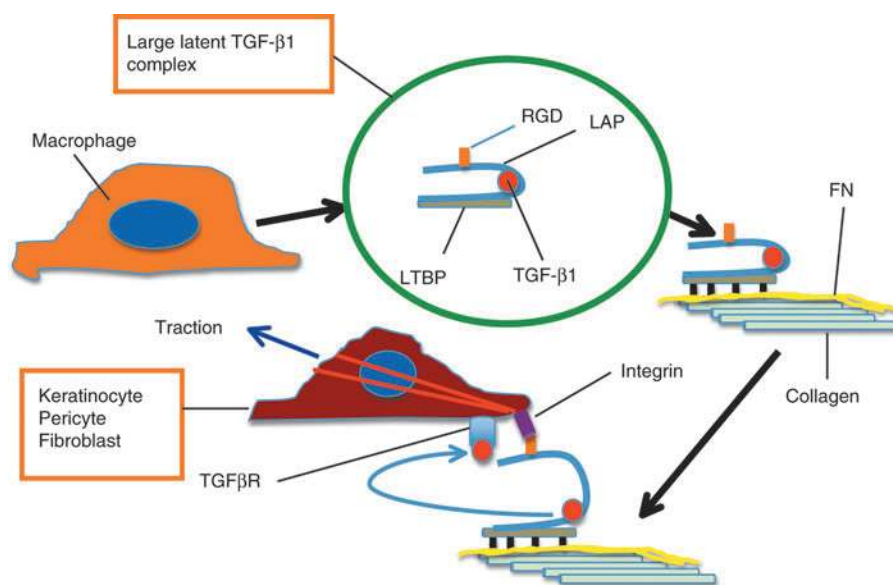 Large latent TGF-β1
complex
Macrophage
RGD
LAP
FN
LTBP
TGF-β1
Traction
Integrin
Collagen
Keratinocyte
Pericyte
Fibroblast
TGFβR